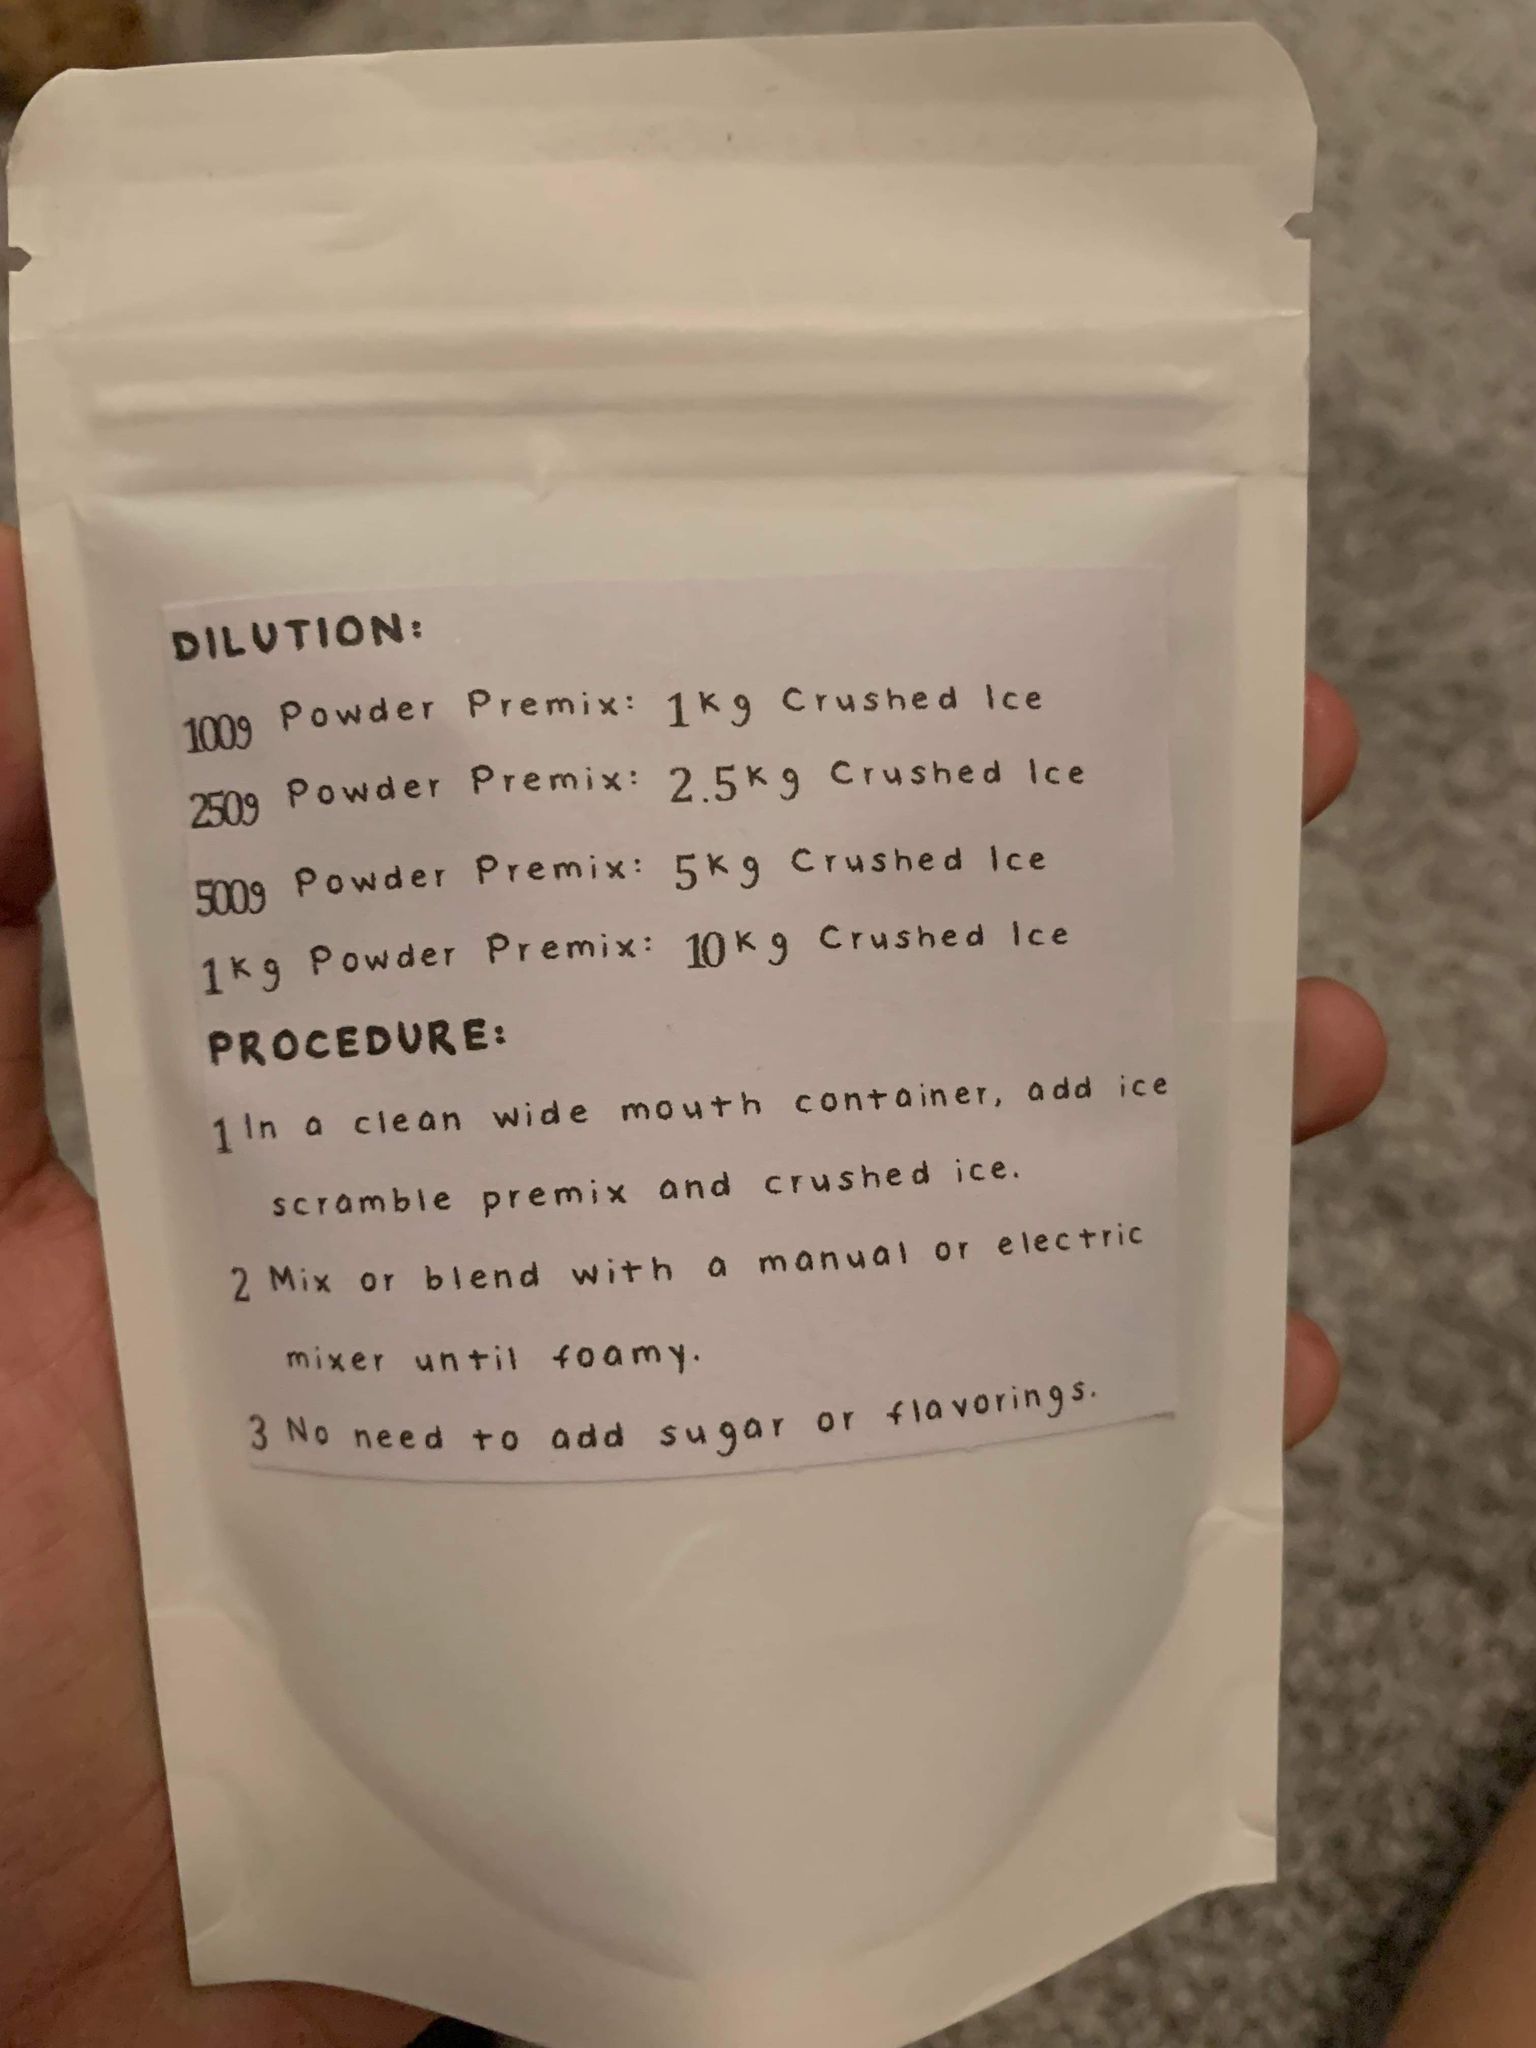 DILUTION:
100g Powder Premix: 1Kg Crushed Ice
250g Powder Premix: 2.5Kg Crushed Ice
500g Powder Premix: 5Kg Crushed Ice
1Kg Powder Premix: 10Kg Crushed Ice
PROCEDURE:
1 In a clean wide mouth container, add ice
scramble premix and crushed ice.
2 Mix or blend with a manual or electric
mixer until foamy.
3 No need to add sugar or flavorings.